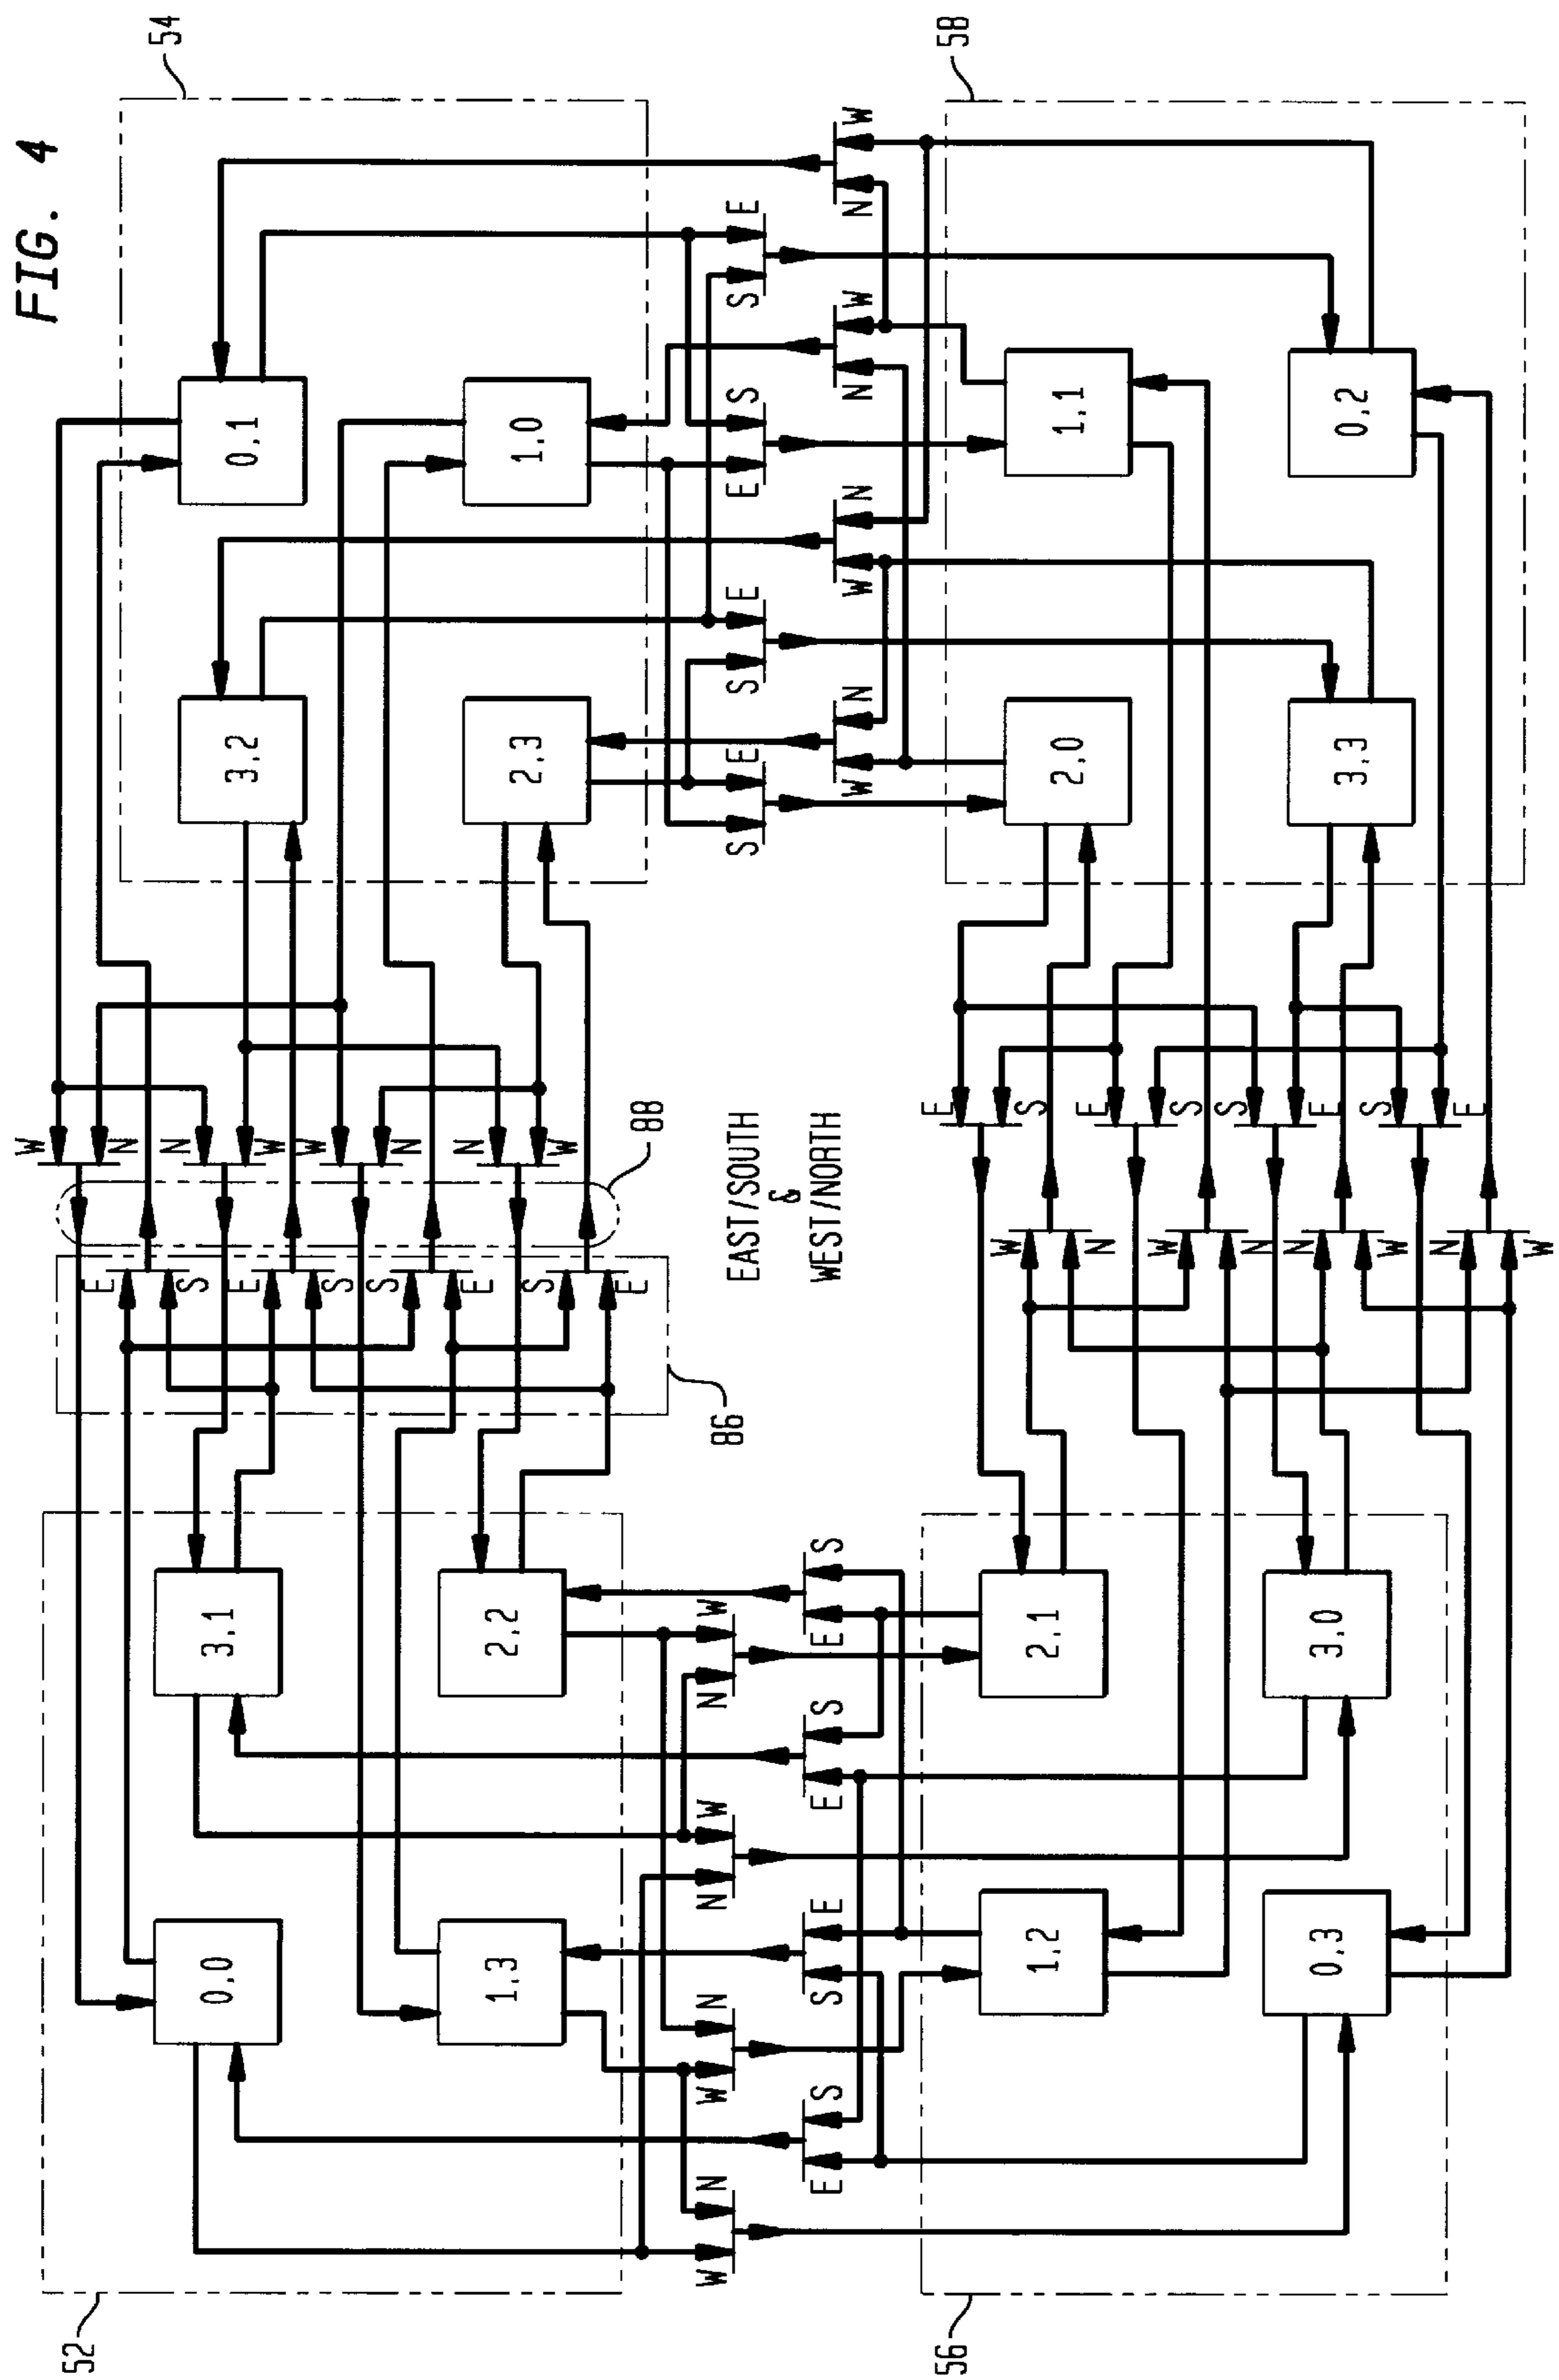 FIG. 4
W
52
E
N
54
N
S
0,0 3,1 3,2 0,1
E
W
W
S
S
N
N
E
1,3 2,2 2,3 1,0
S
W
E
88
W N W N N W N W
86
EAST/SOUTH
&
WEST/NORTH
S E S E E S S E
E S S E E S E S
W N W N N W N W
56
E
58
W
S
1,2 2,1 2,0 1,1
E
N
W
S
S
N
N
E
0,3 3,0 3,3 0,2
S
W
N
E
W